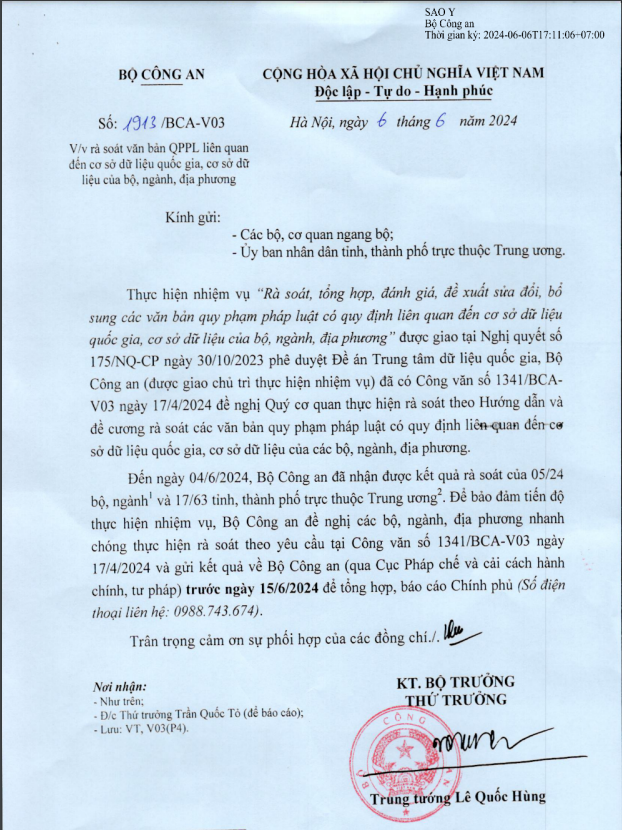 SAO Y
Bộ Công an
Thời gian ký: 2024-06-06T17:11:06+07:00
BỘ CÔNG AN
CỘNG HÒA XÃ HỘI CHỦ NGHĨA VIỆT NAM
Độc lập - Tự do - Hạnh phúc
Số: 1913 /BCA-V03
Hà Nội, ngày 6 tháng 6 năm 2024
V/v rà soát văn bản QPPL liên quan
đến cơ sở dữ liệu quốc gia, cơ sở dữ
liệu của bộ, ngành, địa phương
Kính gửi:
- Các bộ, cơ quan ngang bộ;
- Ủy ban nhân dân tỉnh, thành phố trực thuộc Trung ương.
Thực hiện nhiệm vụ “Rà soát, tổng hợp, đánh giá, đề xuất sửa đổi, bổ
sung các văn bản quy phạm pháp luật có quy định liên quan đến cơ sở dữ liệu
quốc gia, cơ sở dữ liệu của bộ, ngành, địa phương” được giao tại Nghị quyết số
175/NQ-CP ngày 30/10/2023 phê duyệt Đề án Trung tâm dữ liệu quốc gia, Bộ
Công an (được giao chủ trì thực hiện nhiệm vụ) đã có Công văn số 1341/BCA-
V03 ngày 17/4/2024 đề nghị Quý cơ quan thực hiện rà soát theo Hướng dẫn và
đề cương rà soát các văn bản quy phạm pháp luật có quy định liên quan đến cơ
sở dữ liệu quốc gia, cơ sở dữ liệu của các bộ, ngành, địa phương.
Đến ngày 04/6/2024, Bộ Công an đã nhận được kết quả rà soát của 05/24
bộ, ngành¹ và 17/63 tỉnh, thành phố trực thuộc Trung ương². Để bảo đảm tiến độ
thực hiện nhiệm vụ, Bộ Công an đề nghị các bộ, ngành, địa phương nhanh
chóng thực hiện rà soát theo yêu cầu tại Công văn số 1341/BCA-V03 ngày
17/4/2024 và gửi kết quả về Bộ Công an (qua Cục Pháp chế và cải cách hành
chính, tư pháp) trước ngày 15/6/2024 để tổng hợp, báo cáo Chính phủ (Số điện
thoại liên hệ: 0988.743.674).
Trân trọng cảm ơn sự phối hợp của các đồng chí./.
Nơi nhận:
- Như trên;
- Đ/c Thứ trưởng Trần Quốc Tỏ (để báo cáo);
- Lưu: VT, V03(P4).
KT. BỘ TRƯỞNG
THỨ TRƯỞNG
BỘ CÔNG AN
Trung tướng Lê Quốc Hùng